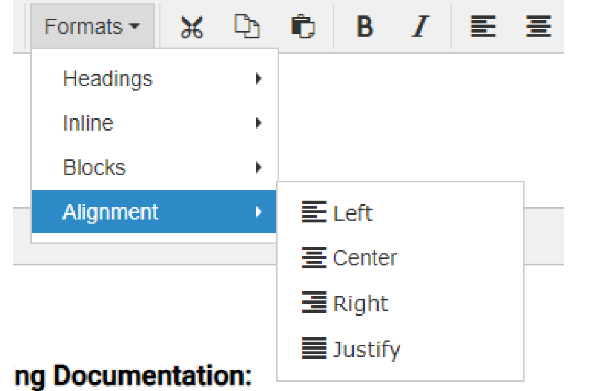 Formats
B I
Headings
Inline
Blocks
Alignment
Left
Center
Right
Justify
ng Documentation: